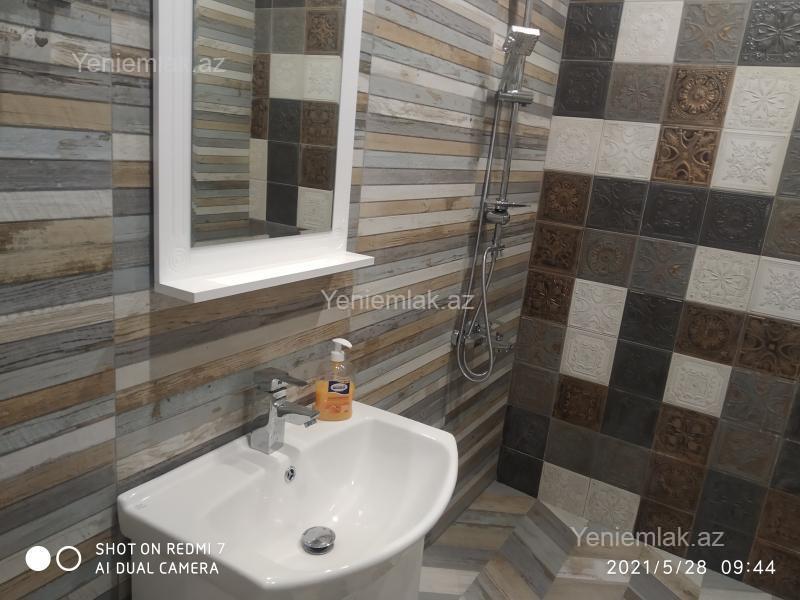 Yeniemlak.az
Yeniemlak.az
Yeniemlak.az
SHOT ON REDMI 7
AI DUAL CAMERA
2021/5/28 09:44